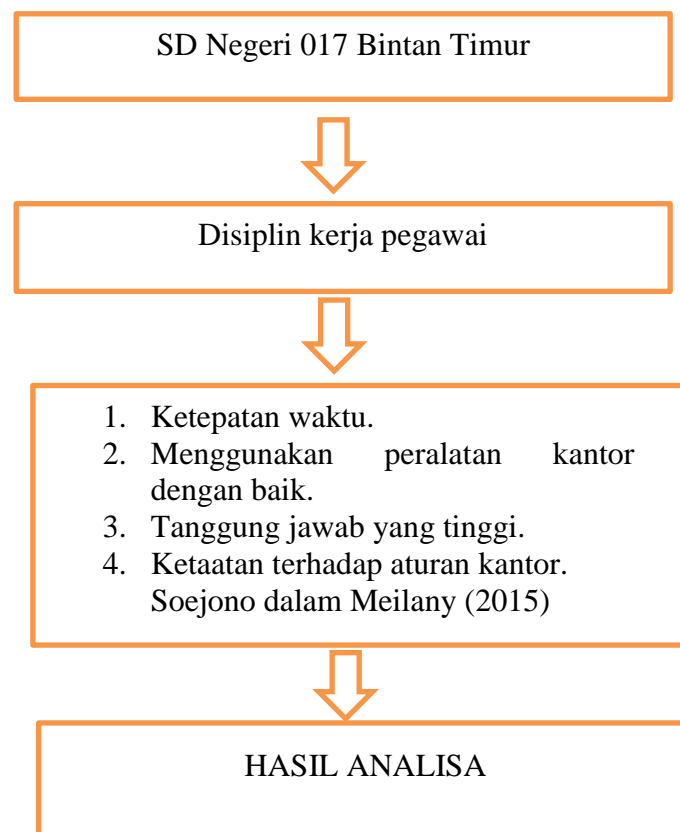 SD Negeri 017 Bintan Timur
Disiplin kerja pegawai
1. Ketepatan waktu.
2. Menggunakan peralatan kantor
dengan baik.
3. Tanggung jawab yang tinggi.
4. Ketaatan terhadap aturan kantor.
Soejono dalam Meilany (2015)
HASIL ANALISA